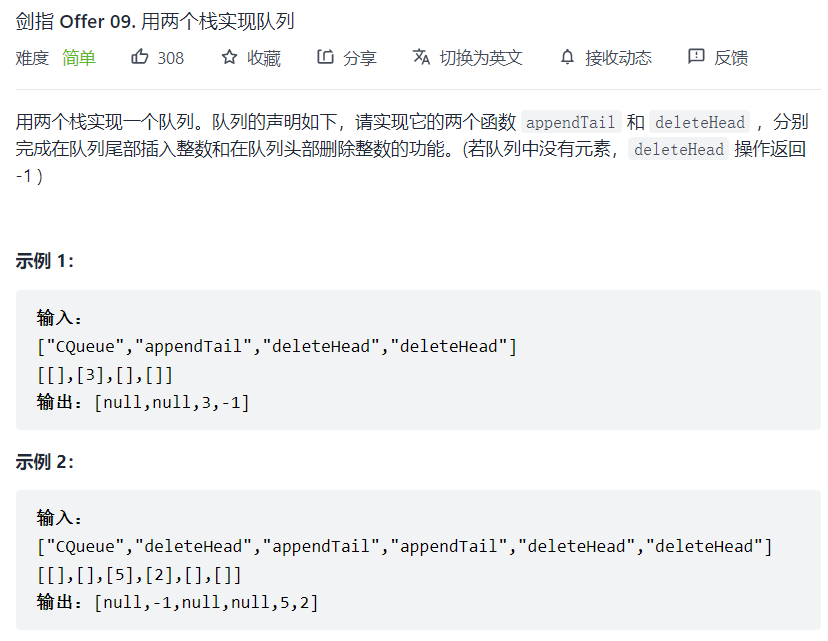 剑指 Offer 09. 用两个栈实现队列
难度 简单 308 收藏 分享 切换为英文 接收动态 反馈
用两个栈实现一个队列。队列的声明如下，请实现它的两个函数 appendTail 和 deleteHead ，分别
完成在队列尾部插入整数和在队列头部删除整数的功能。(若队列中没有元素，deleteHead 操作返回
-1 )
示例 1：
输入：
["CQueue","appendTail","deleteHead","deleteHead"]
[[],[3],[],[]]
输出：[null,null,3,-1]
示例 2：
输入：
["CQueue","deleteHead","appendTail","appendTail","deleteHead","deleteHead"]
[[],[],[5],[2],[],[]]
输出：[null,-1,null,null,5,2]